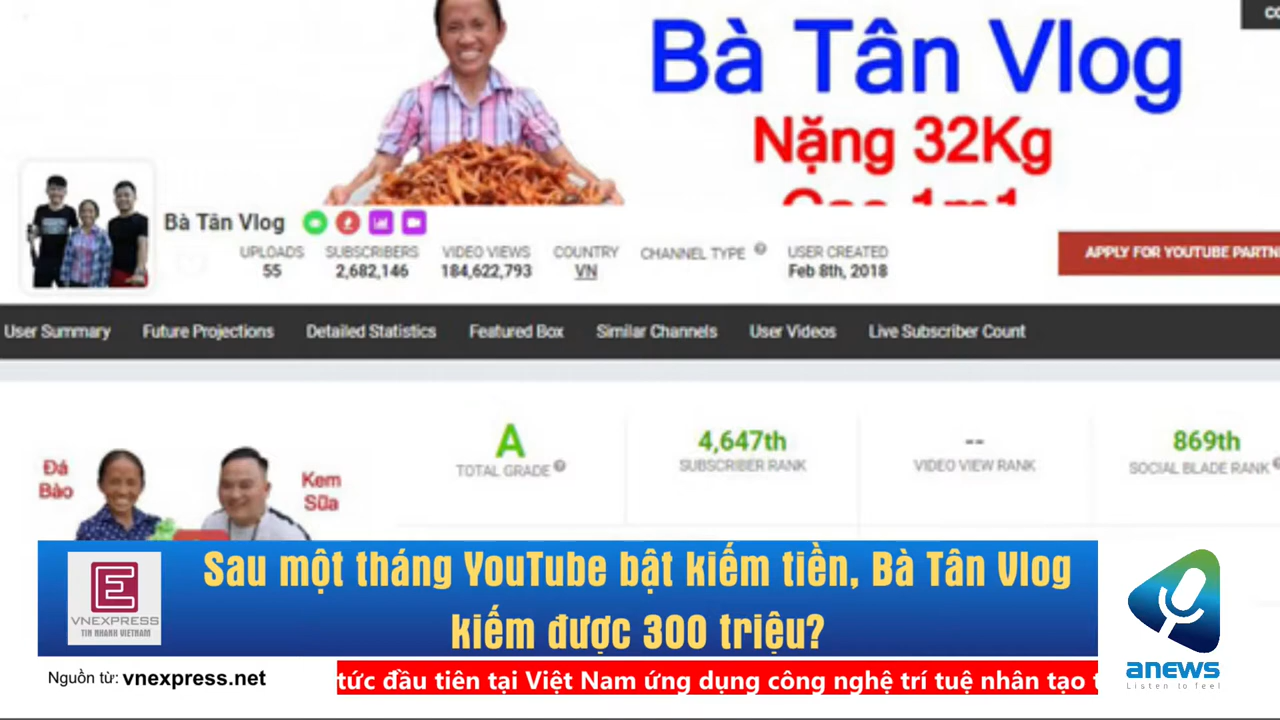 Bà Tân Vlog
Nặng 32Kg
Cao 1m1
Bà Tân Vlog
UPLOADS SUBSCRIBERS VIDEO VIEWS COUNTRY CHANNEL TYPE USER CREATED
55 2,682,146 184,622,793 VN Feb 8th, 2018
APPLY FOR YOUTUBE PARTN
User Summary Future Projections Detailed Statistics Featured Box Similar Channels User Videos Live Subscriber Count
A 4,647th -- 869th
TOTAL GRADE SUBSCRIBER RANK VIDEO VIEW RANK SOCIAL BLADE RANK
Đá
Bào
Kem
Sữa
Sau một tháng YouTube bật kiếm tiền, Bà Tân Vlog
kiếm được 300 triệu?
E
VNEXPRESS
TIN NHANH VIETNAM
Nguồn từ: vnexpress.net
tức đầu tiên tại Việt Nam ứng dụng công nghệ trí tuệ nhân tạo
anews
Listen to feel